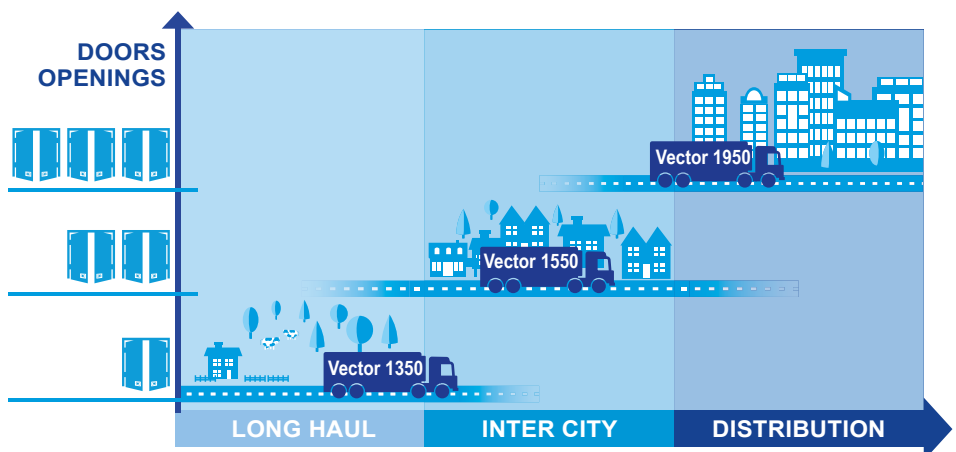 DOORS
OPENINGS
Vector 1950
Vector 1550
Vector 1350
LONG HAUL
INTER CITY
DISTRIBUTION